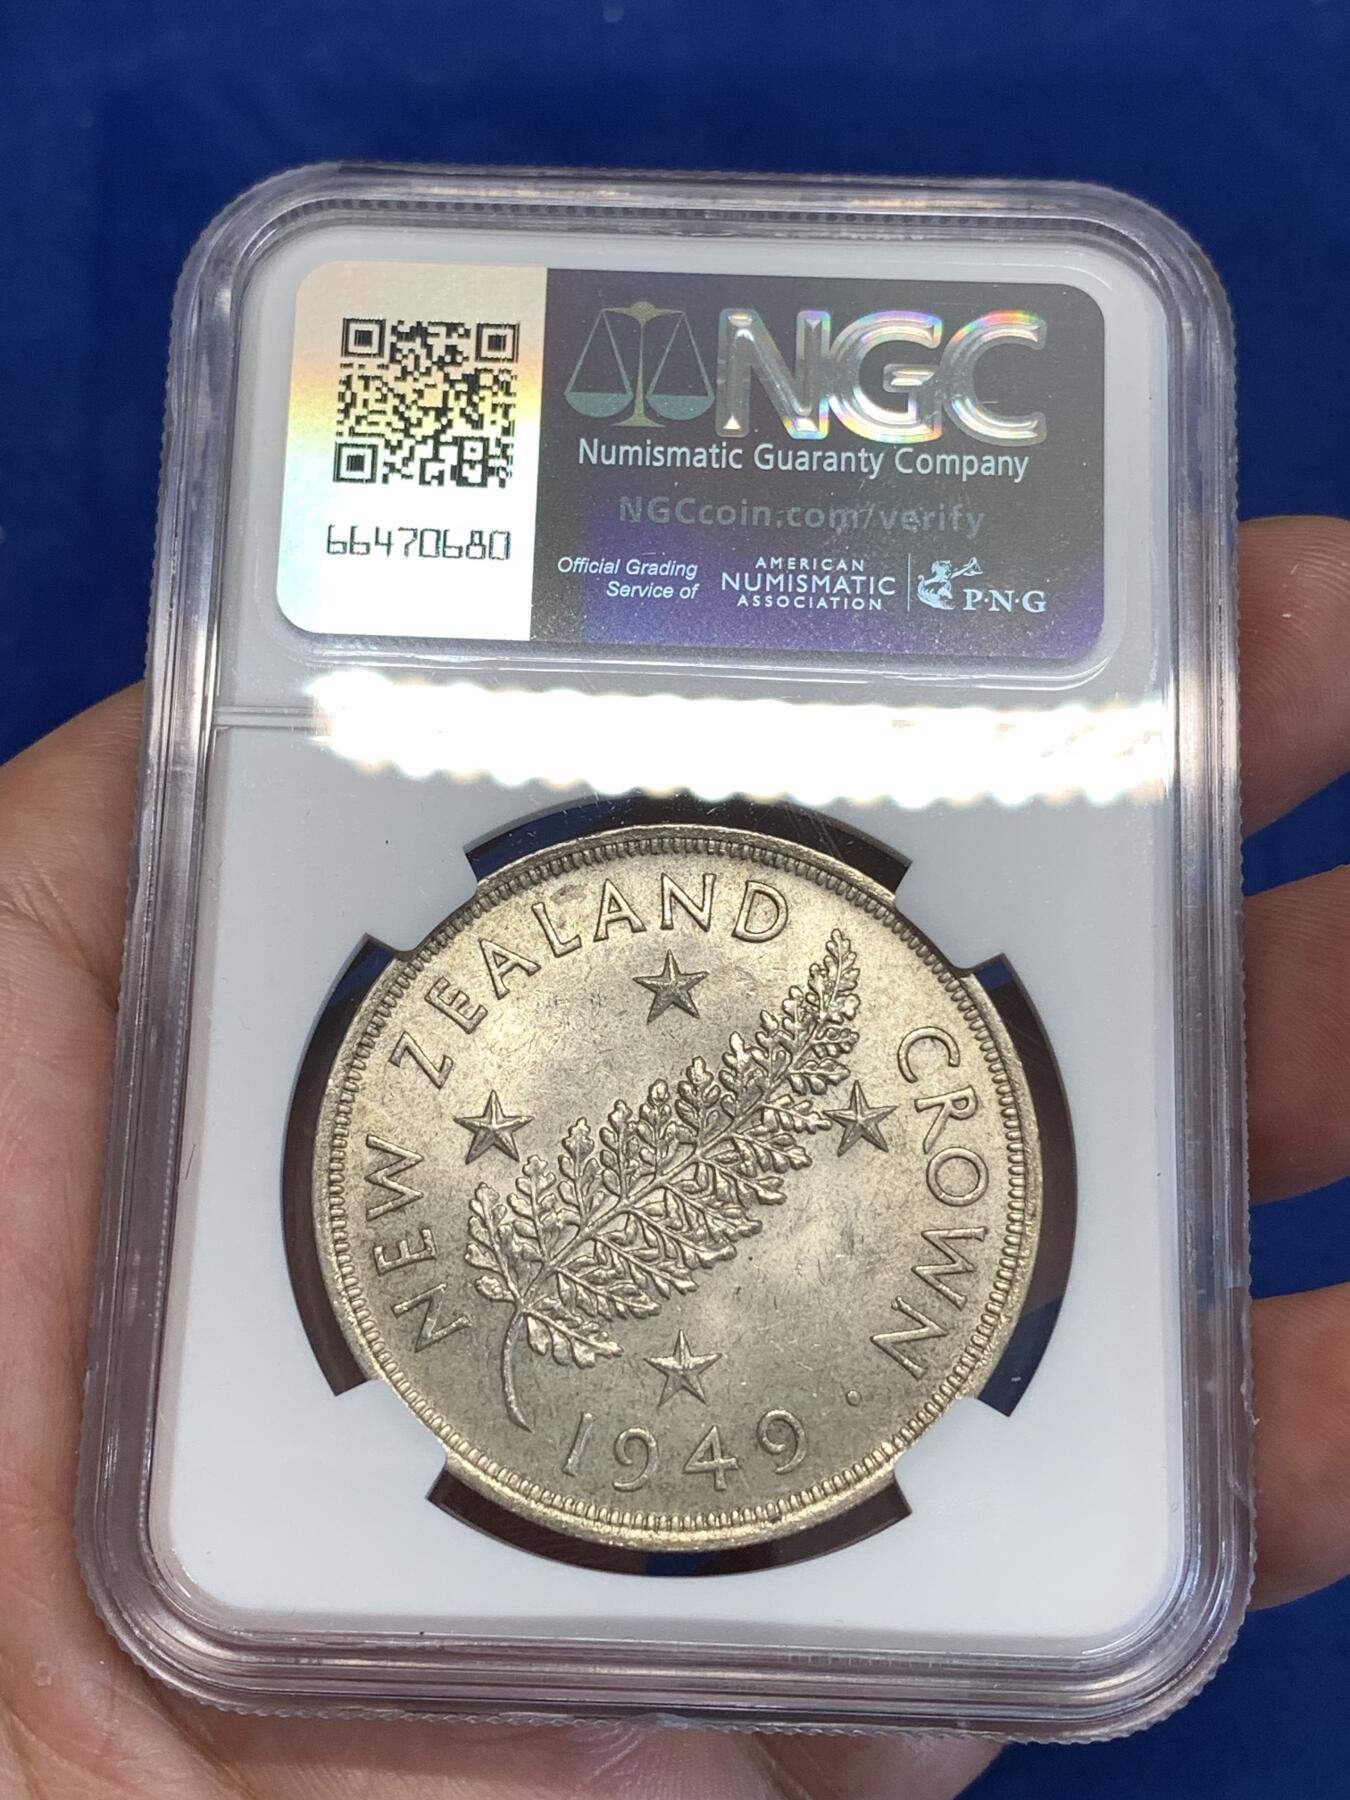 NGC
Numismatic Guaranty Company
NGCcoin.com/verify
66470680
Official Grading
Service of
AMERICAN
NUMISMATIC
ASSOCIATION
P·N·G
NEW ZEALAND CROWN ·
1949